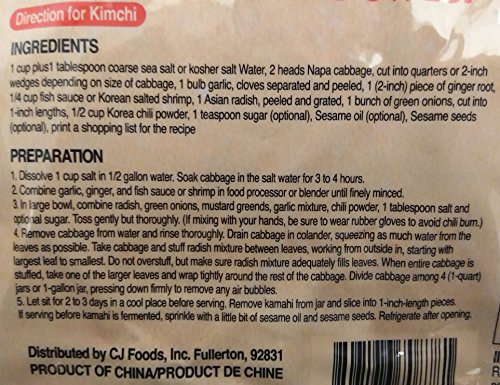 Direction for Kimchi
INGREDIENTS
1 cup plus1 tablespoon coarse sea salt or kosher salt Water, 2 heads Napa cabbage, cut into quarters or 2-inch
wedges depending on size of cabbage, 1 bulb garlic, cloves separated and peeled, 1 (2-inch) piece of ginger root,
1/4 cup fish sauce or Korean salted shrimp, 1 Asian radish, peeled and grated, 1 bunch of green onions, cut into
1-inch lengths, 1/2 cup Korea chili powder, 1 teaspoon sugar (optional), Sesame oil (optional), Sesame seeds
(optional), print a shopping list for the recipe
PREPARATION
1. Dissolve 1 cup salt in 1/2 gallon water. Soak cabbage in the salt water for 3 to 4 hours.
2. Combine garlic, ginger, and fish sauce or shrimp in food processor or blender until finely minced.
3. In large bowl, combine radish, green onions, mustard greends, garlic mixture, chili powder, 1 tablespoon salt and
optional sugar. Toss gently but thoroughly. (If mixing with your hands, be sure to wear rubber gloves to avoid chili burn.)
4. Remove cabbage from water and rinse thoroughly. Drain cabbage in colander, squeezing as much water from the
leaves as possible. Take cabbage and stuff radish mixture between leaves, working from outside in, starting with
largest leaf to smallest. Do not overstuff, but make sure radish mixture adequately fills leaves. When entire cabbage is
stuffed, take one of the larger leaves and wrap tightly around the rest of the cabbage. Divide cabbage among 4 (1-quart)
jars or 1-gallon jar, pressing down firmly to remove any air bubbles.
5. Let sit for 2 to 3 days in a cool place before serving. Remove kamahi from jar and slice into 1-inch-length pieces.
If serving before kamahi is fermented, sprinkle with a little bit of sesame oil and sesame seeds. Refrigerate after opening.
Distributed by CJ Foods, Inc. Fullerton, 92831
PRODUCT OF CHINA/PRODUCT DE CHINE